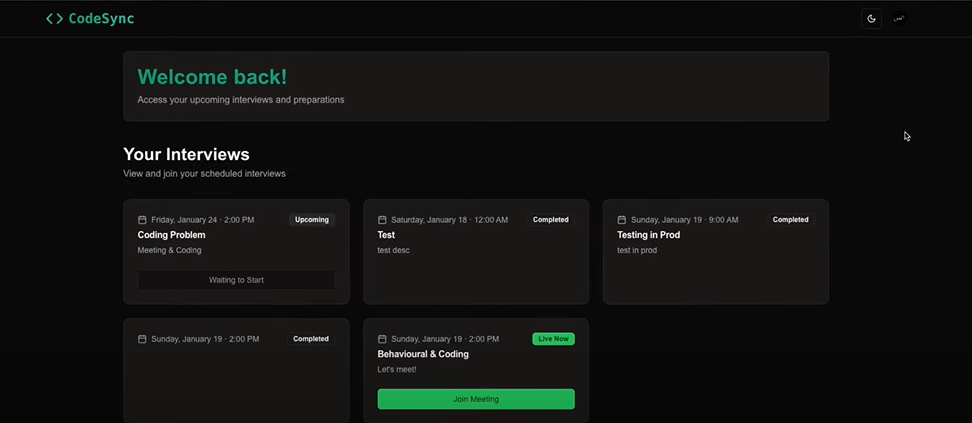 CodeSync
Welcome back!
Access your upcoming interviews and preparations
Your Interviews
View and join your scheduled interviews
Friday, January 24 · 2:00 PM Upcoming
Coding Problem
Meeting & Coding
Waiting to Start
Saturday, January 18 · 12:00 AM Completed
Test
test desc
Sunday, January 19 · 9:00 AM Completed
Testing in Prod
test in prod
Sunday, January 19 · 2:00 PM Completed
Sunday, January 19 · 2:00 PM Live Now
Behavioural & Coding
Let's meet!
Join Meeting